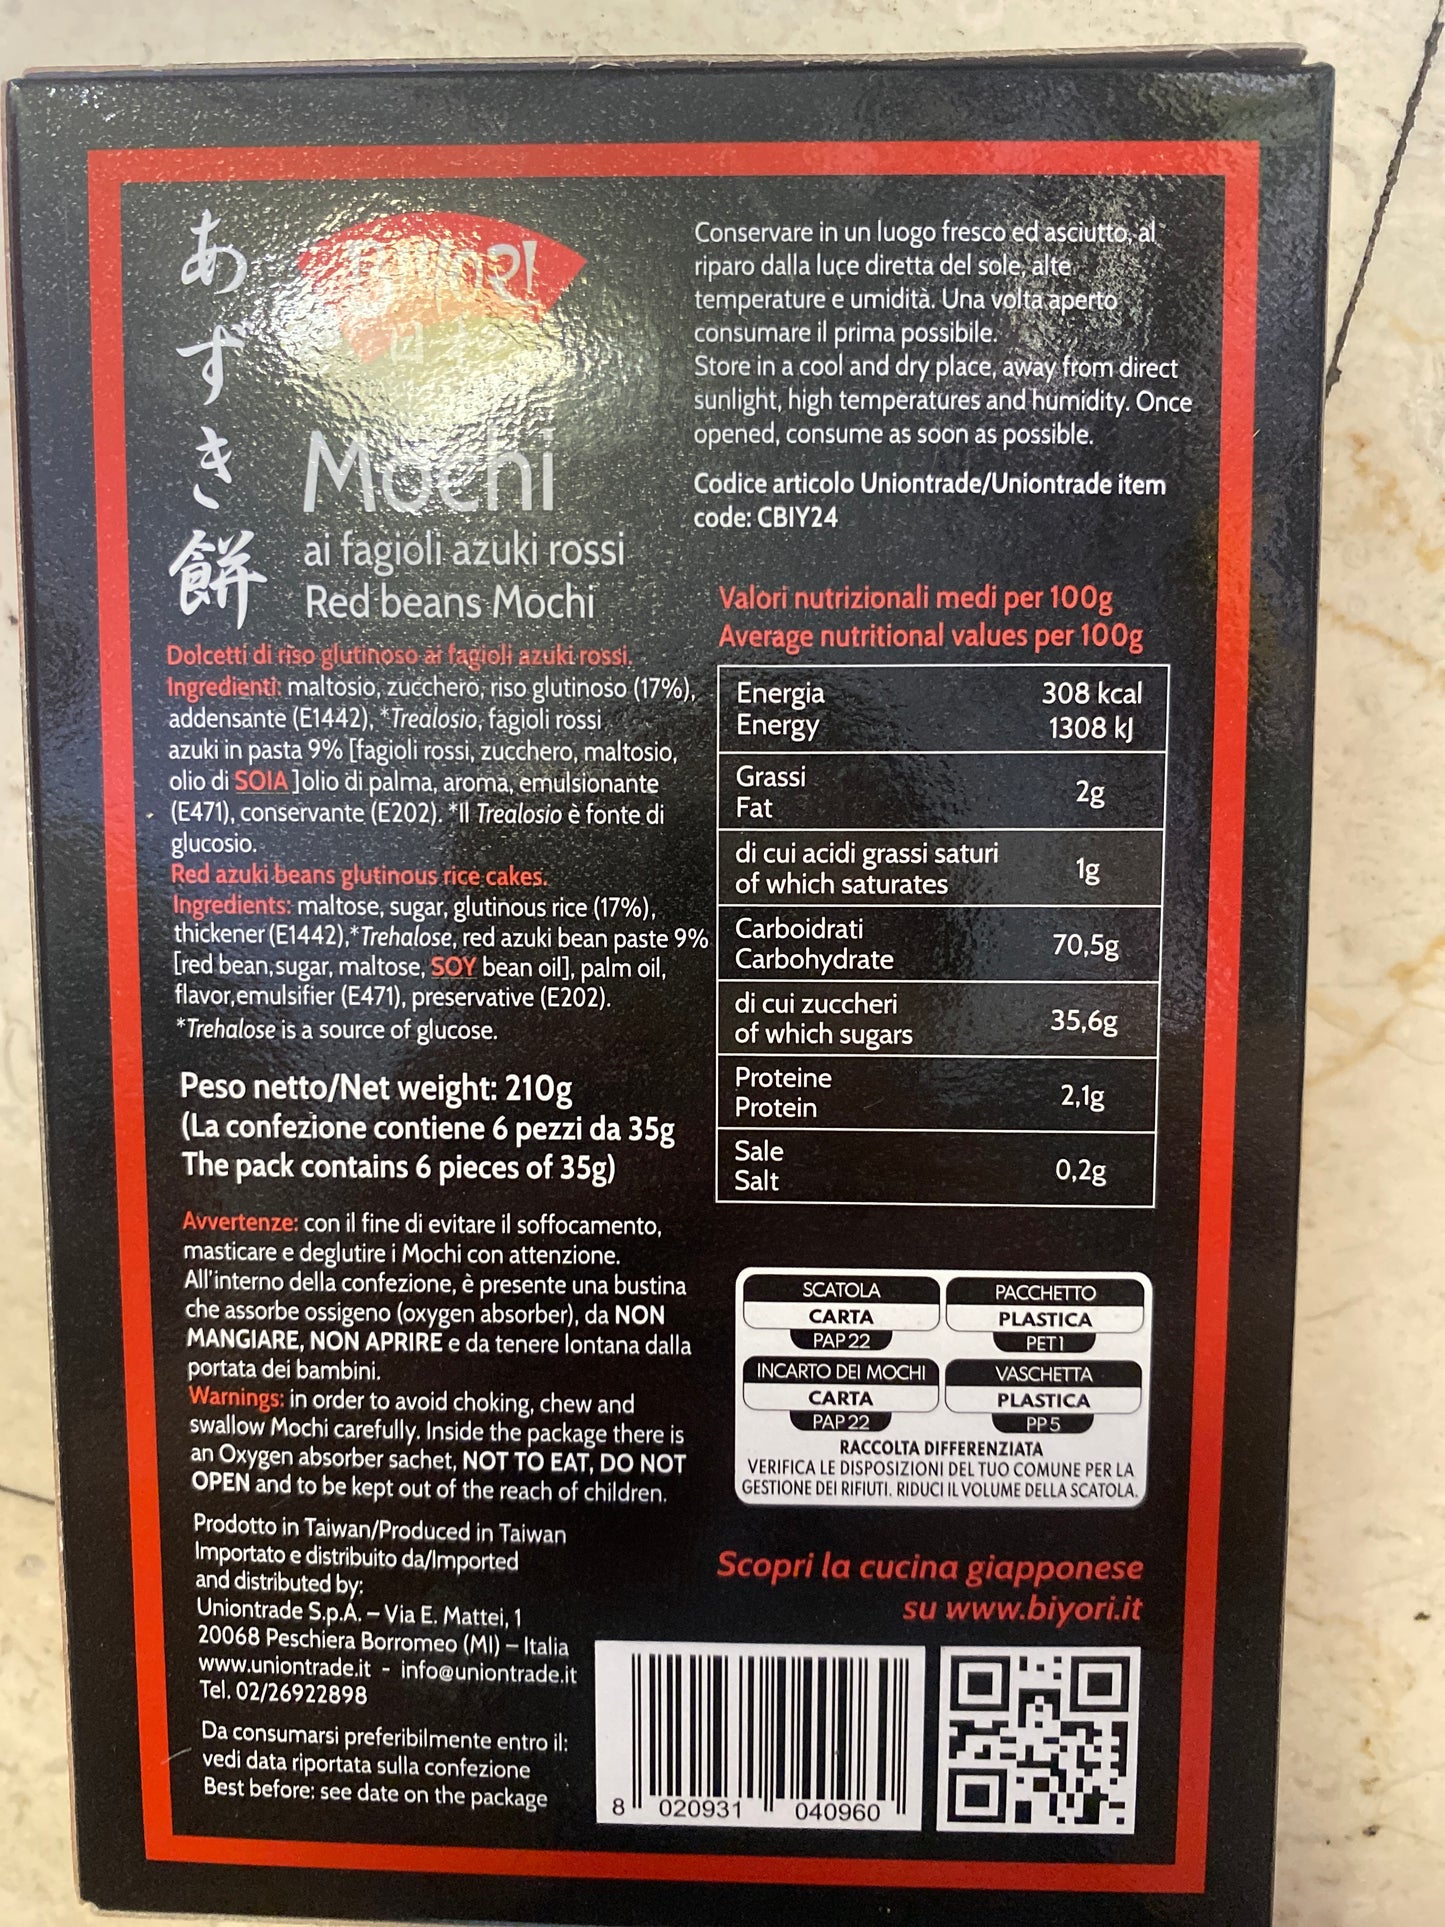 あずき餅
Mochi
ai fagioli azuki rossi
Red beans Mochi
Dolcetti di riso glutinoso ai fagioli azuki rossi.
Ingredienti: maltosio, zucchero, riso glutinoso (17%),
addensante (E1442), *Trealosio, fagioli rossi
azuki in pasta 9% [fagioli rossi, zucchero, maltosio,
olio di SOIA ]olio di palma, aroma, emulsionante
(E471), conservante (E202). *Il Trealosio è fonte di
glucosio.
Red azuki beans glutinous rice cakes.
Ingredients: maltose, sugar, glutinous rice (17%),
thickener (E1442),*Trehalose, red azuki bean paste 9%
[red bean,sugar, maltose, SOY bean oil], palm oil,
flavor,emulsifier (E471), preservative (E202).
*Trehalose is a source of glucose.
Peso netto/Net weight: 210g
(La confezione contiene 6 pezzi da 35g
The pack contains 6 pieces of 35g)
Avvertenze: con il fine di evitare il soffocamento,
masticare e deglutire i Mochi con attenzione.
All'interno della confezione, è presente una bustina
che assorbe ossigeno (oxygen absorber), da NON
MANGIARE, NON APRIRE e da tenere lontana dalla
portata dei bambini.
Warnings: in order to avoid choking, chew and
swallow Mochi carefully. Inside the package there is
an Oxygen absorber sachet, NOT TO EAT, DO NOT
OPEN and to be kept out of the reach of children.
Prodotto in Taiwan/Produced in Taiwan
Importato e distribuito da/Imported
and distributed by:
Uniontrade S.p.A. – Via E. Mattei, 1
20068 Peschiera Borromeo (MI) – Italia
www.uniontrade.it - info@uniontrade.it
Tel. 02/26922898
Da consumarsi preferibilmente entro il:
vedi data riportata sulla confezione
Best before: see date on the package
Conservare in un luogo fresco ed asciutto, al
riparo dalla luce diretta del sole, alte
temperature e umidità. Una volta aperto
consumare il prima possibile.
Store in a cool and dry place, away from direct
sunlight, high temperatures and humidity. Once
opened, consume as soon as possible.
Codice articolo Uniontrade/Uniontrade item
code: CBIY24
Valori nutrizionali medi per 100g
Average nutritional values per 100g
Energia 308 kcal
Energy 1308 kJ
Grassi
Fat 2g
di cui acidi grassi saturi
of which saturates 1g
Carboidrati
Carbohydrate 70,5g
di cui zuccheri
of which sugars 35,6g
Proteine
Protein 2,1g
Sale
Salt 0,2g
SCATOLA PACCHETTO
CARTA PLASTICA
PAP 22 PET 1
INCARTO DEI MOCHI VASCHETTA
CARTA PLASTICA
PAP 22 PP 5
RACCOLTA DIFFERENZIATA
VERIFICA LE DISPOSIZIONI DEL TUO COMUNE PER LA
GESTIONE DEI RIFIUTI. RIDUCI IL VOLUME DELLA SCATOLA.
Scopri la cucina giapponese
su www.biyori.it
8 020931 040960